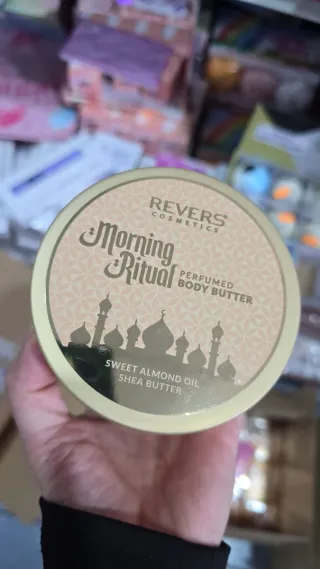 REVERS®
COSMETICS
Morning
Ritual
PERFUMED
BODY BUTTER
SWEET ALMOND OIL
SHEA BUTTER